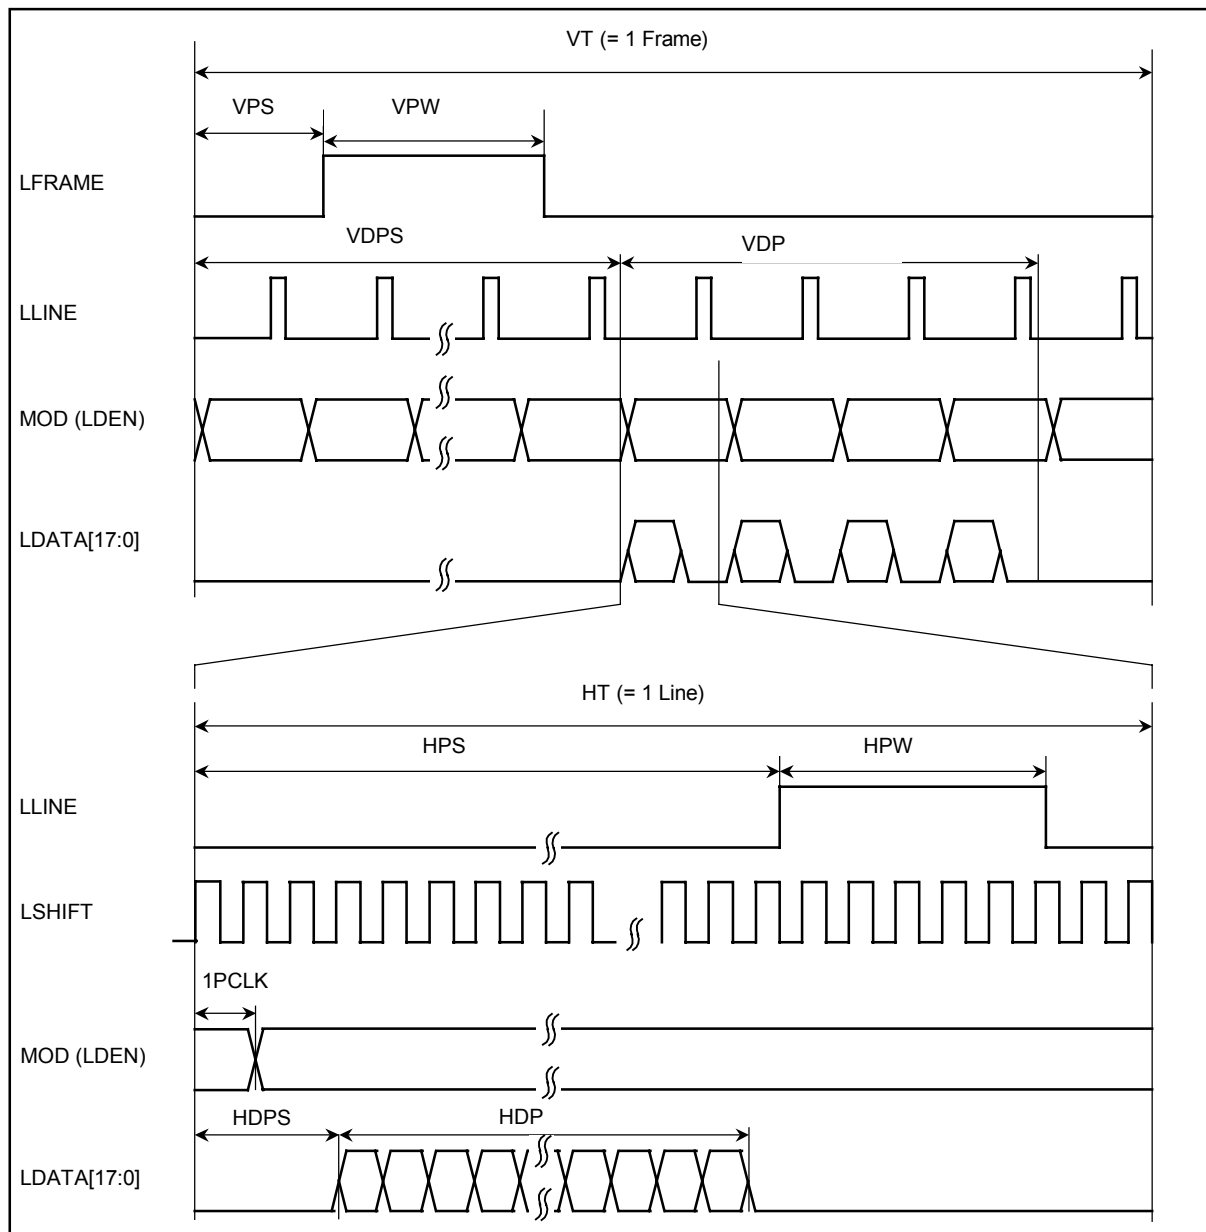 VT (= 1 Frame)
VPS
VPW
LFRAME
VDPS
VDP
LLINE
MOD (LDEN)
LDATA[17:0]
HT (= 1 Line)
HPS
HPW
LLINE
LSHIFT
1PCLK
MOD (LDEN)
HDPS
HDP
LDATA[17:0]